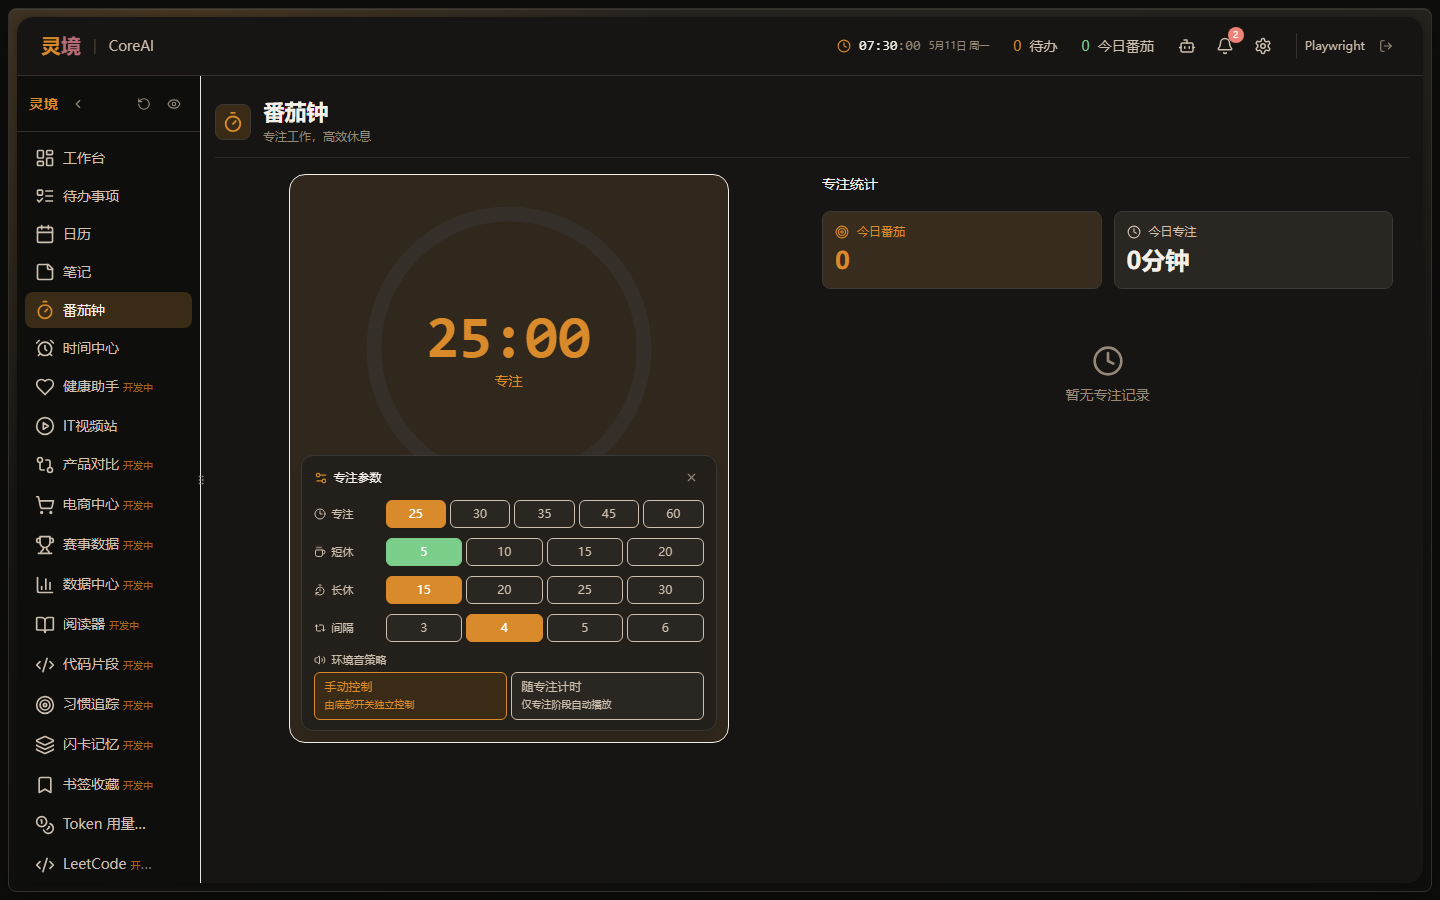 灵境 | CoreAI
07:30:00 5月11日 周一
0 待办
0 今日番茄
2
Playwright
灵境
工作台
待办事项
日历
笔记
番茄钟
时间中心
健康助手 开发中
IT视频站
产品对比 开发中
电商中心 开发中
赛事数据 开发中
数据中心 开发中
阅读器 开发中
代码片段 开发中
习惯追踪 开发中
闪卡记忆 开发中
书签收藏 开发中
Token 用量...
LeetCode 开...
番茄钟
专注工作，高效休息
25:00
专注
专注参数
专注 25 30 35 45 60
短休 5 10 15 20
长休 15 20 25 30
间隔 3 4 5 6
环境音策略
手动控制
由底部开关独立控制
随专注计时
仅专注阶段自动播放
专注统计
今日番茄
0
今日专注
0分钟
暂无专注记录